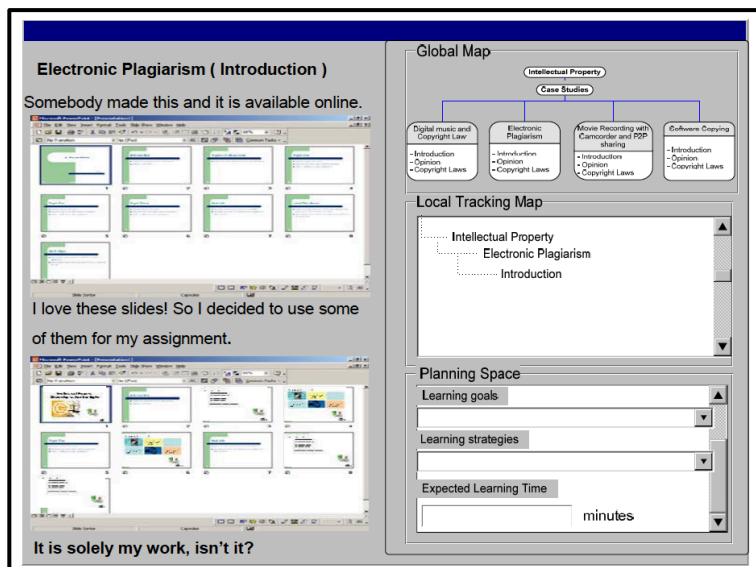 Electronic Plagiarism ( Introduction )
Somebody made this and it is available online.
I love these slides! So I decided to use some
of them for my assignment.
It is solely my work, isn't it?
Global Map
Intellectual Property
Case Studies
Digital music and
Copyright Law
- Introduction
- Opinion
- Copyright Laws
Electronic
Plagiarism
- Introduction
- Opinion
- Copyright Laws
Movie Recording with
Camcorder and P2P
sharing
- Introduction
- Opinion
- Copyright Laws
Software Copying
- Introduction
- Opinion
- Copyright Laws
Local Tracking Map
Intellectual Property
Electronic Plagiarism
Introduction
Planning Space
Learning goals
Learning strategies
Expected Learning Time
minutes